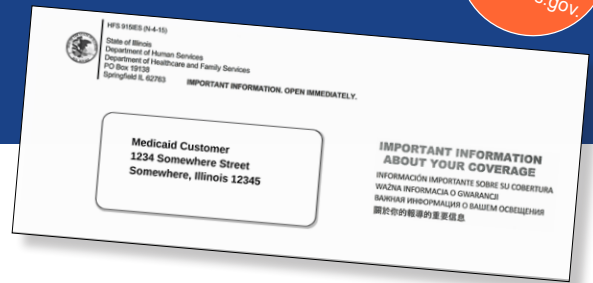 s.gov.
HFS 915IES (N-4-15)
State of Illinois
Department of Human Services
Department of Healthcare and Family Services
PO Box 19138
Springfield IL 62763
IMPORTANT INFORMATION. OPEN IMMEDIATELY.
Medicaid Customer
1234 Somewhere Street
Somewhere, Illinois 12345
IMPORTANT INFORMATION
ABOUT YOUR COVERAGE
INFORMACIÓN IMPORTANTE SOBRE SU COBERTURA
WAŻNA INFORMACJA O GWARANCJI
ВАЖНАЯ ИНФОРМАЦИЯ О ВАШЕМ ОСВЕЩЕНИЯ
關於你的報導的重要信息